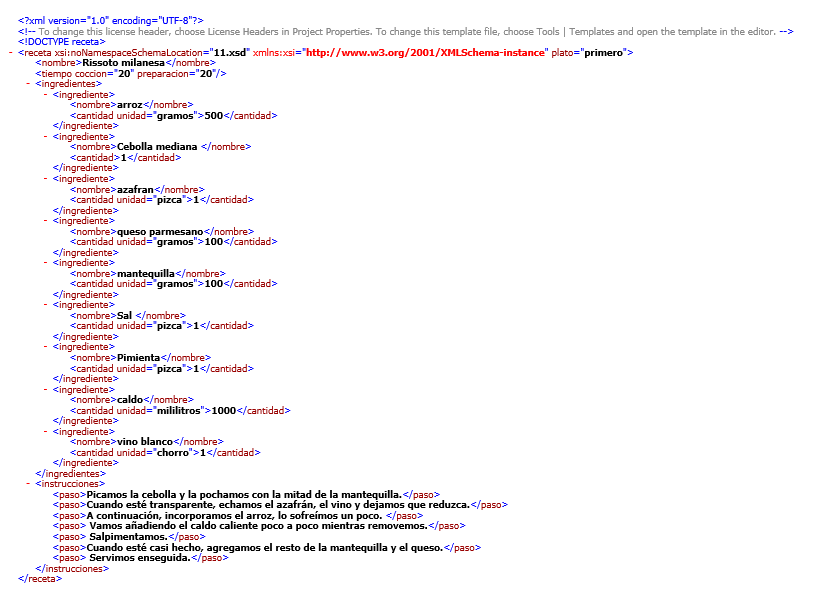 <?xml version="1.0" encoding="UTF-8"?>
<!-- To change this license header, choose License Headers in Project Properties. To change this template file, choose Tools | Templates and open the template in the editor. -->
<!DOCTYPE receta>
- <receta xsi:noNamespaceSchemaLocation="11.xsd" xmlns:xsi="http://www.w3.org/2001/XMLSchema-instance" plato="primero">
<nombre>Rissoto milanesa</nombre>
<tiempo coccion="20" preparacion="20"/>
- <ingredientes>
- <ingrediente>
<nombre>arroz</nombre>
<cantidad unidad="gramos">500</cantidad>
</ingrediente>
- <ingrediente>
<nombre>Cebolla mediana </nombre>
<cantidad>1</cantidad>
</ingrediente>
- <ingrediente>
<nombre>azafran</nombre>
<cantidad unidad="pizca">1</cantidad>
</ingrediente>
- <ingrediente>
<nombre>queso parmesano</nombre>
<cantidad unidad="gramos">100</cantidad>
</ingrediente>
- <ingrediente>
<nombre>mantequilla</nombre>
<cantidad unidad="gramos">100</cantidad>
</ingrediente>
- <ingrediente>
<nombre>Sal </nombre>
<cantidad unidad="pizca">1</cantidad>
</ingrediente>
- <ingrediente>
<nombre>Pimienta</nombre>
<cantidad unidad="pizca">1</cantidad>
</ingrediente>
- <ingrediente>
<nombre>caldo</nombre>
<cantidad unidad="mililitros">1000</cantidad>
</ingrediente>
- <ingrediente>
<nombre>vino blanco</nombre>
<cantidad unidad="chorro">1</cantidad>
</ingrediente>
</ingredientes>
- <instrucciones>
<paso>Picamos la cebolla y la pochamos con la mitad de la mantequilla.</paso>
<paso>Cuando esté transparente, echamos el azafrán, el vino y dejamos que reduzca.</paso>
<paso>A continuación, incorporamos el arroz, lo sofreímos un poco. </paso>
<paso> Vamos añadiendo el caldo caliente poco a poco mientras removemos.</paso>
<paso> Salpimentamos.</paso>
<paso>Cuando esté casi hecho, agregamos el resto de la mantequilla y el queso.</paso>
<paso> Servimos enseguida.</paso>
</instrucciones>
</receta>